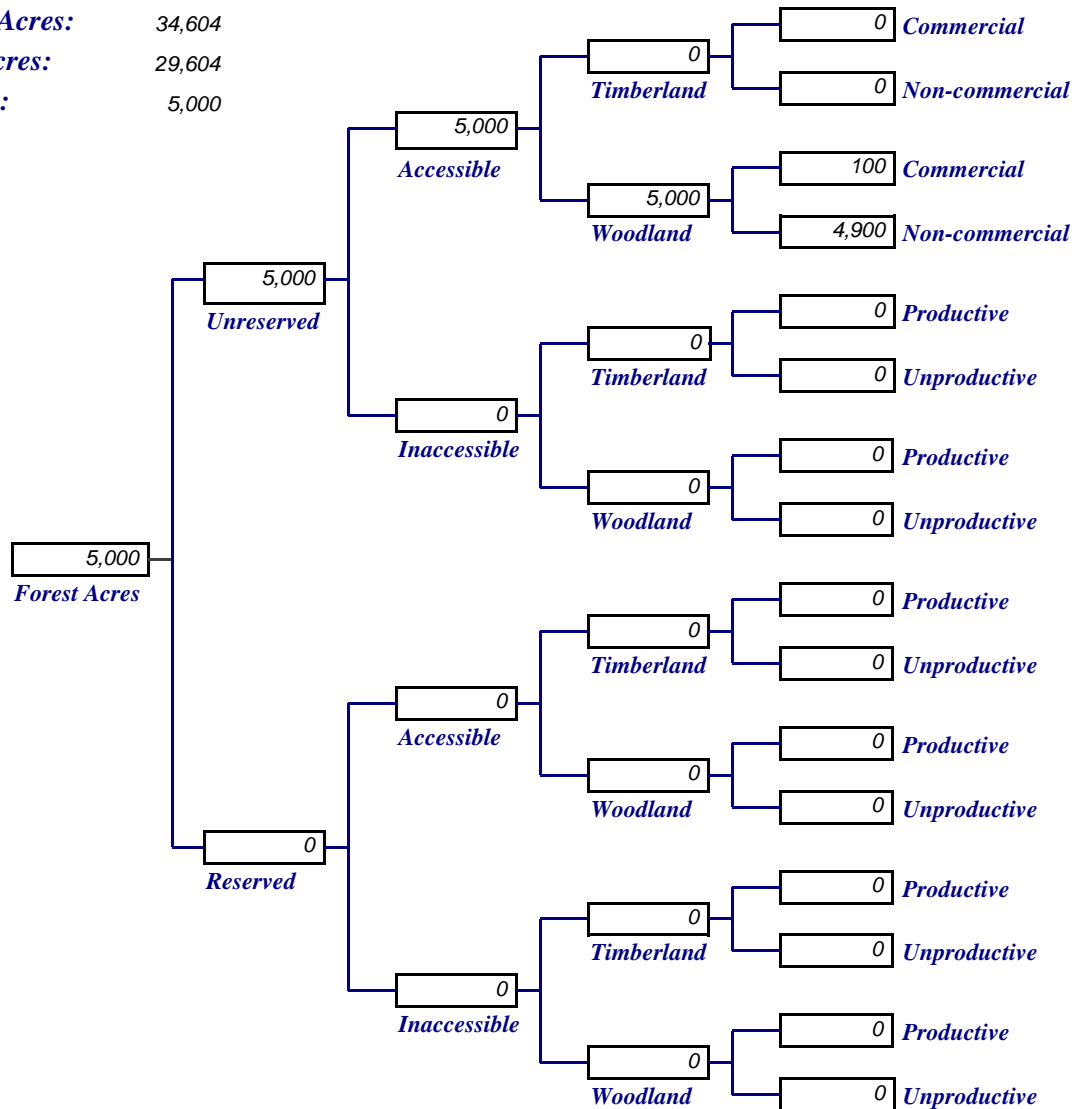 Acres: 34,604
cres: 29,604
: 5,000
0 Commercial
0
Timberland
0 Non-commercial
5,000
Accessible
100 Commercial
5,000
Woodland
4,900 Non-commercial
5,000
Unreserved
0 Productive
0
Timberland
0 Unproductive
0
Inaccessible
0 Productive
0
Woodland
0 Unproductive
5,000
Forest Acres
0 Productive
0
Timberland
0 Unproductive
0
Accessible
0 Productive
0
Woodland
0 Unproductive
0
Reserved
0 Productive
0
Timberland
0 Unproductive
0
Inaccessible
0 Productive
0
Woodland
0 Unproductive